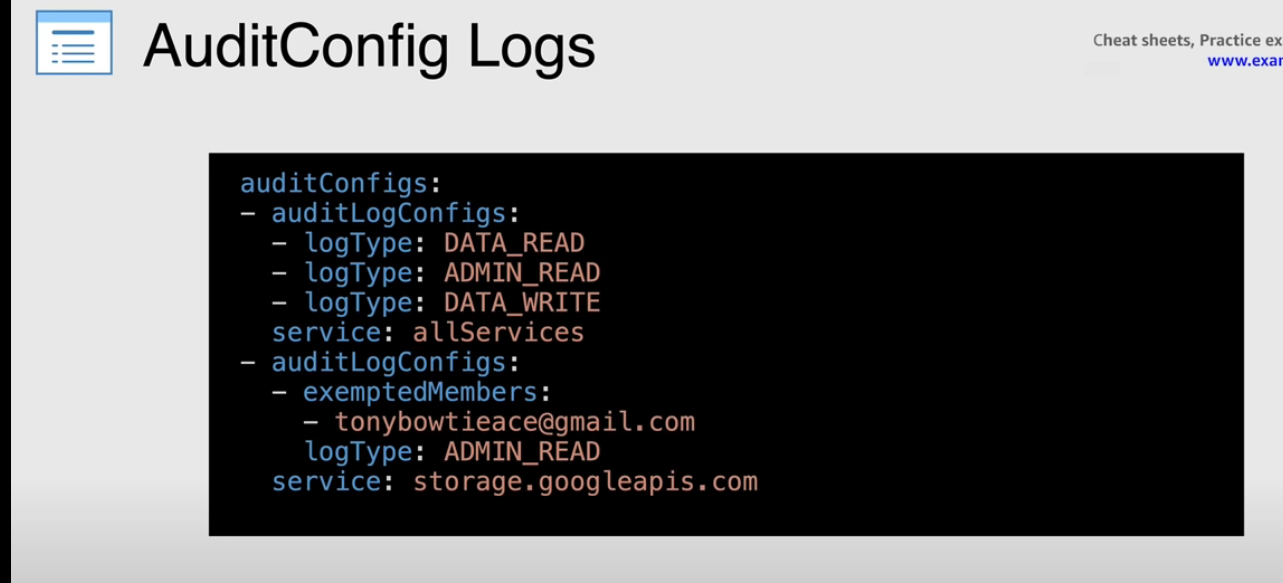 AuditConfig Logs
Cheat sheets, Practice ex
www.exar
auditConfigs:
- auditLogConfigs:
  - logType: DATA_READ
  - logType: ADMIN_READ
  - logType: DATA_WRITE
  service: allServices
- auditLogConfigs:
  - exemptedMembers:
    - tonybowtieace@gmail.com
    logType: ADMIN_READ
  service: storage.googleapis.com